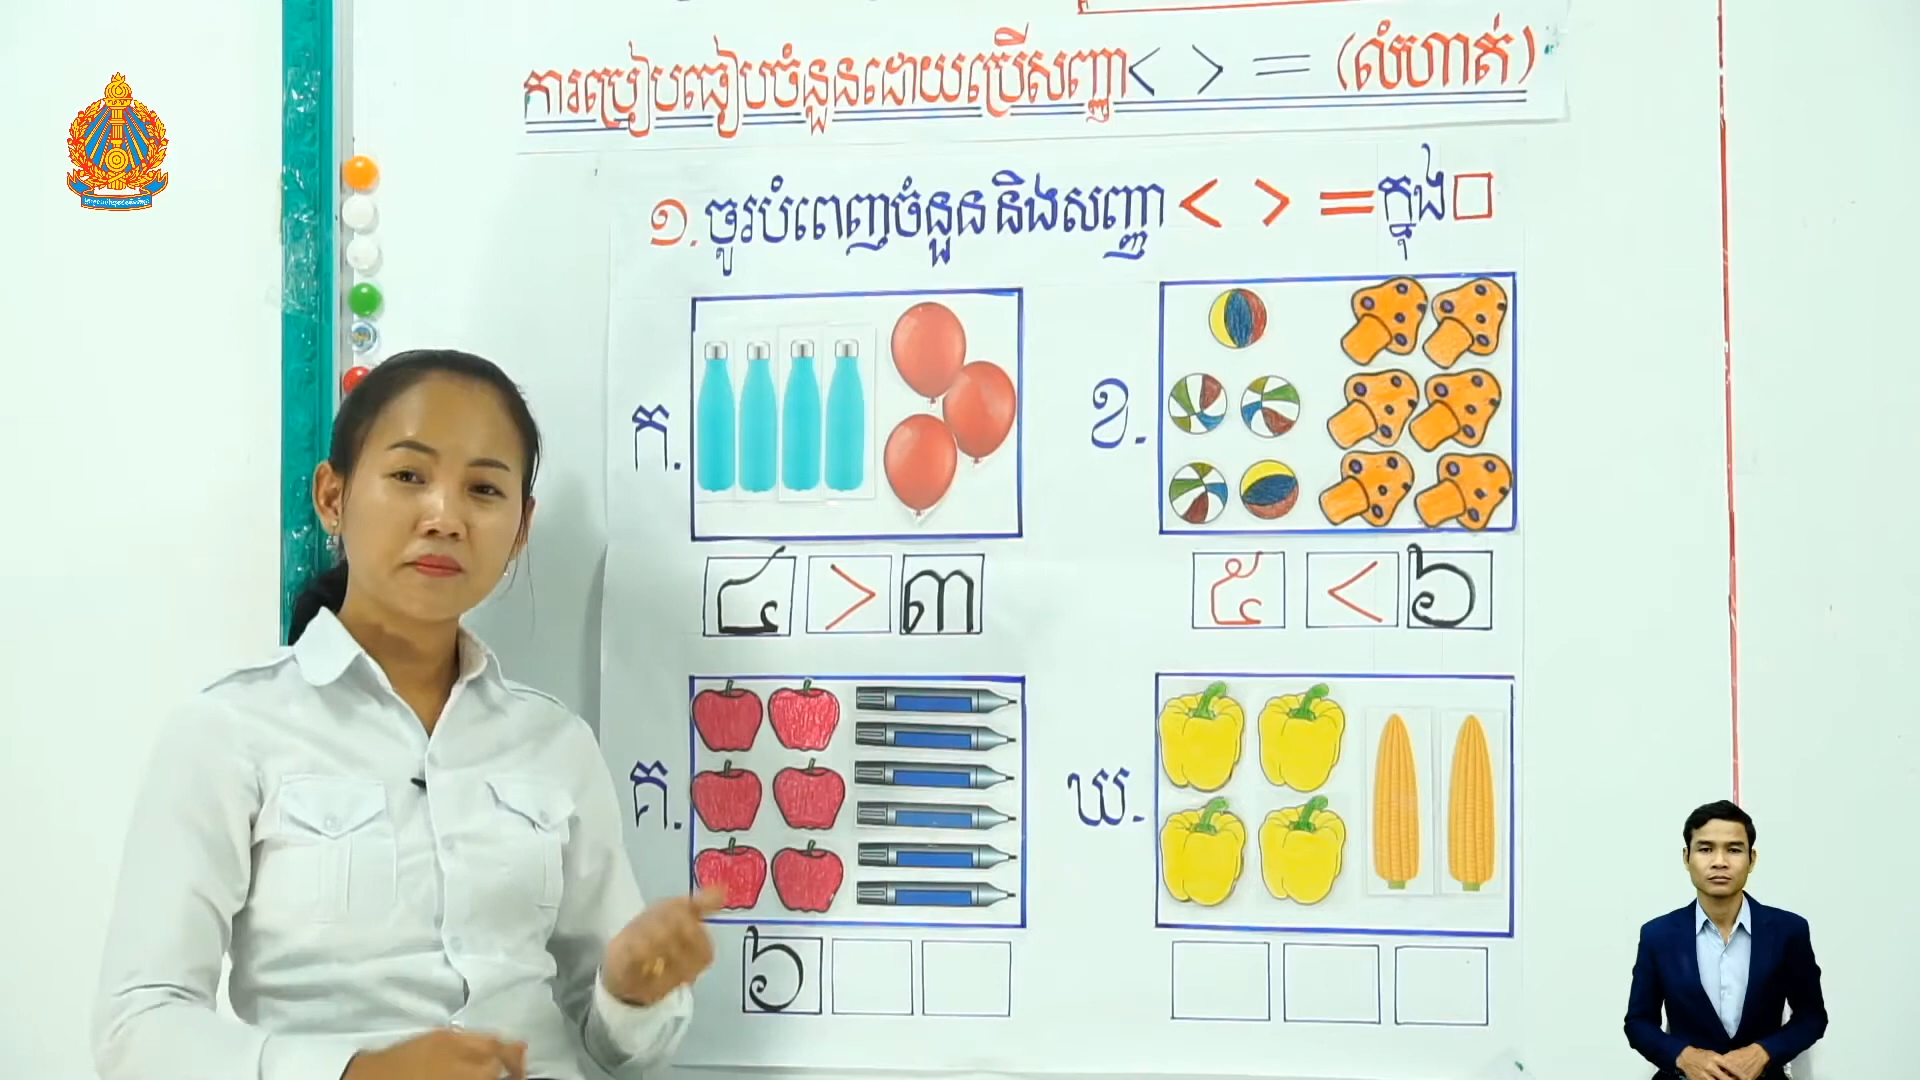 ការប្រៀបធៀបចំនួនដោយប្រើសញ្ញា < > = (លំហាត់)
១. ចូរបំពេញចំនួននិងសញ្ញា < > = ក្នុង □
ក.
ខ.
៤ > ៣
៥ < ៦
គ.
ឃ.
៦